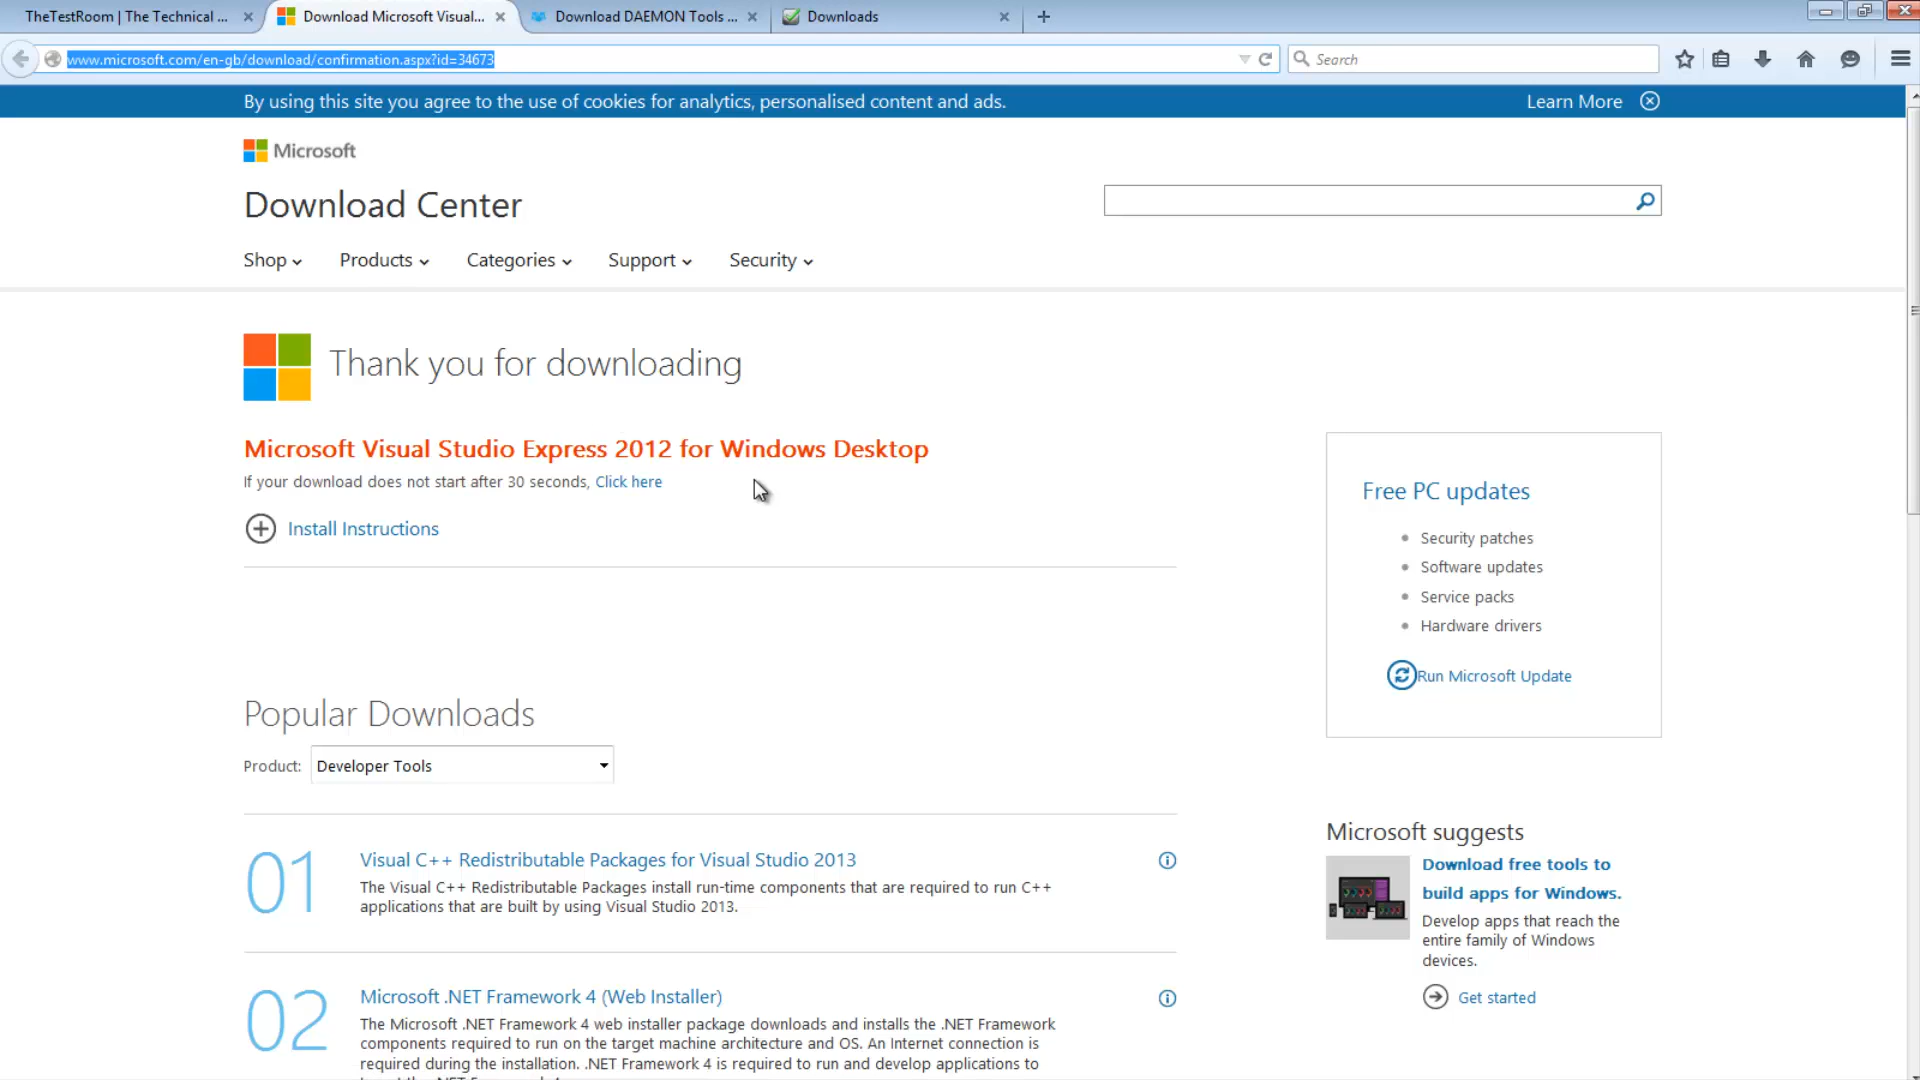 TheTestRoom | The Technical ...
Download Microsoft Visual...
Download DAEMON Tools ...
Downloads
www.microsoft.com/en-gb/download/confirmation.aspx?id=34673
Search
By using this site you agree to the use of cookies for analytics, personalised content and ads.
Learn More
Microsoft
Download Center
Shop
Products
Categories
Support
Security
Thank you for downloading
Microsoft Visual Studio Express 2012 for Windows Desktop
If your download does not start after 30 seconds, Click here
Install Instructions
Free PC updates
Security patches
Software updates
Service packs
Hardware drivers
Run Microsoft Update
Popular Downloads
Product: Developer Tools
01
Visual C++ Redistributable Packages for Visual Studio 2013
The Visual C++ Redistributable Packages install run-time components that are required to run C++
applications that are built by using Visual Studio 2013.
02
Microsoft .NET Framework 4 (Web Installer)
The Microsoft .NET Framework 4 web installer package downloads and installs the .NET Framework
components required to run on the target machine architecture and OS. An Internet connection is
required during the installation. .NET Framework 4 is required to run and develop applications to
Microsoft suggests
Download free tools to
build apps for Windows.
Develop apps that reach the
entire family of Windows
devices.
Get started